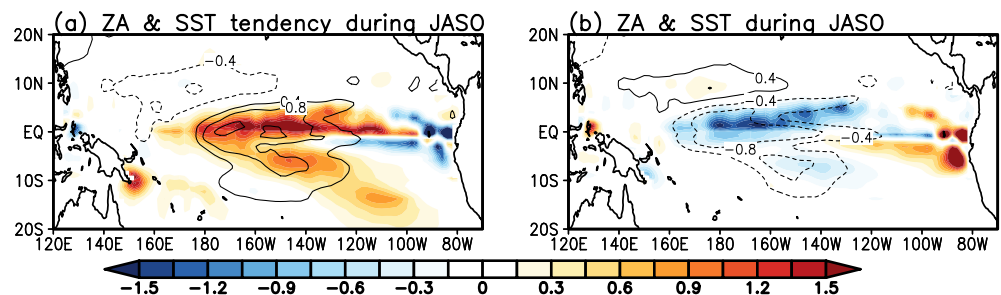 (a) ZA & SST tendency during JASO
(b) ZA & SST during JASO
20N
10N
EQ
10S
20S
-0.4
0.8
120E 140E 160E 180 160W 140W 120W 100W 80W
20N
10N
EQ
10S
20S
0.4
-0.4
-0.4
-0.8
120E 140E 160E 180 160W 140W 120W 100W 80W
-1.5 -1.2 -0.9 -0.6 -0.3 0 0.3 0.6 0.9 1.2 1.5